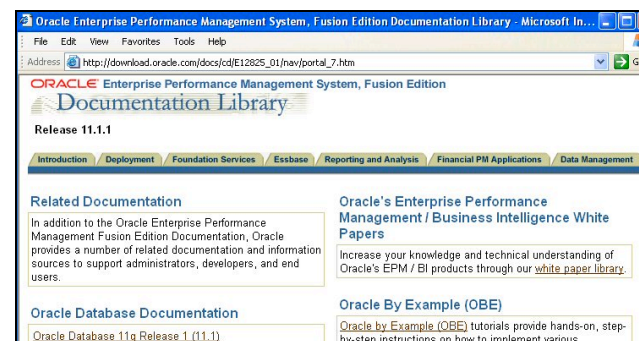 Oracle Enterprise Performance Management System, Fusion Edition Documentation Library - Microsoft In...
File Edit View Favorites Tools Help
Address http://download.oracle.com/docs/cd/E12825_01/nav/portal_7.htm G
ORACLE Enterprise Performance Management System, Fusion Edition
Documentation Library
Release 11.1.1
Introduction Deployment Foundation Services Essbase Reporting and Analysis Financial PM Applications Data Management
Related Documentation
In addition to the Oracle Enterprise Performance
Management Fusion Edition Documentation, Oracle
provides a number of related documentation and information
sources to support administrators, developers, and end
users.
Oracle Database Documentation
Oracle Database 11g Release 1 (11.1)
Oracle's Enterprise Performance
Management / Business Intelligence White
Papers
Increase your knowledge and technical understanding of
Oracle's EPM / BI products through our white paper library.
Oracle By Example (OBE)
Oracle by Example (OBE) tutorials provide hands-on, step-
by-step instructions on how to implement various